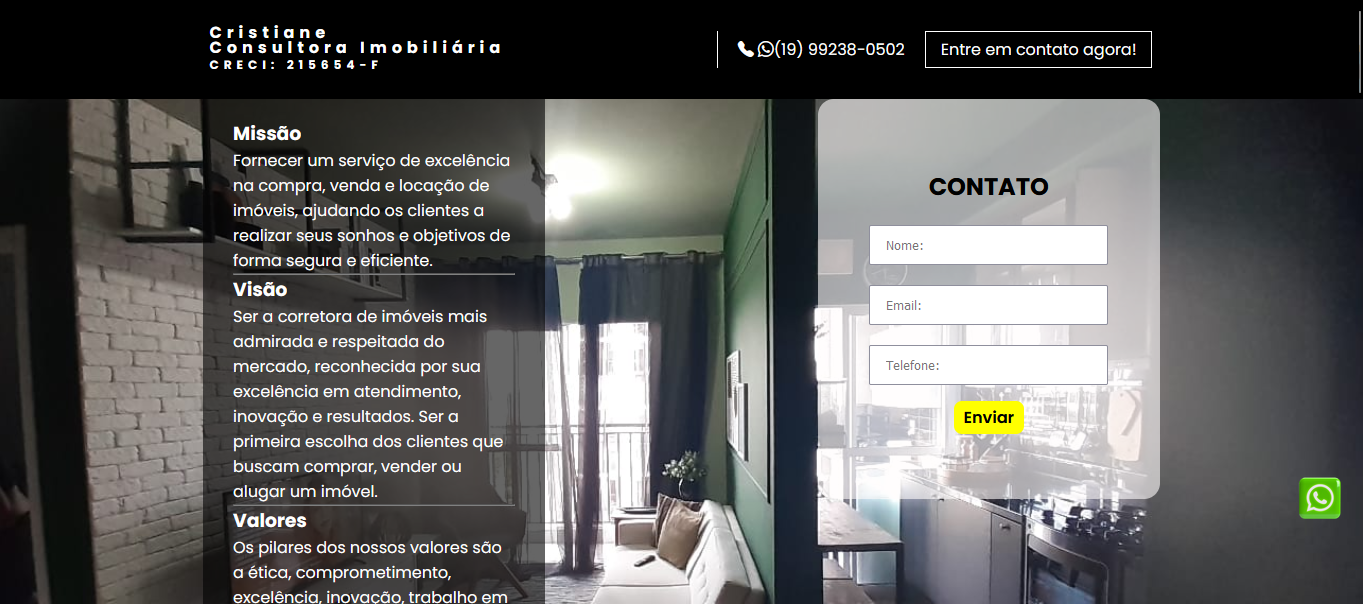 Cristiane
Consultora Imobiliária
CRECI: 215654-F
(19) 99238-0502
Entre em contato agora!
Missão
Fornecer um serviço de excelência
na compra, venda e locação de
imóveis, ajudando os clientes a
realizar seus sonhos e objetivos de
forma segura e eficiente.
Visão
Ser a corretora de imóveis mais
admirada e respeitada do
mercado, reconhecida por sua
excelência em atendimento,
inovação e resultados. Ser a
primeira escolha dos clientes que
buscam comprar, vender ou
alugar um imóvel.
Valores
Os pilares dos nossos valores são
a ética, comprometimento,
excelência, inovação, trabalho em
CONTATO
Nome:
Email:
Telefone:
Enviar